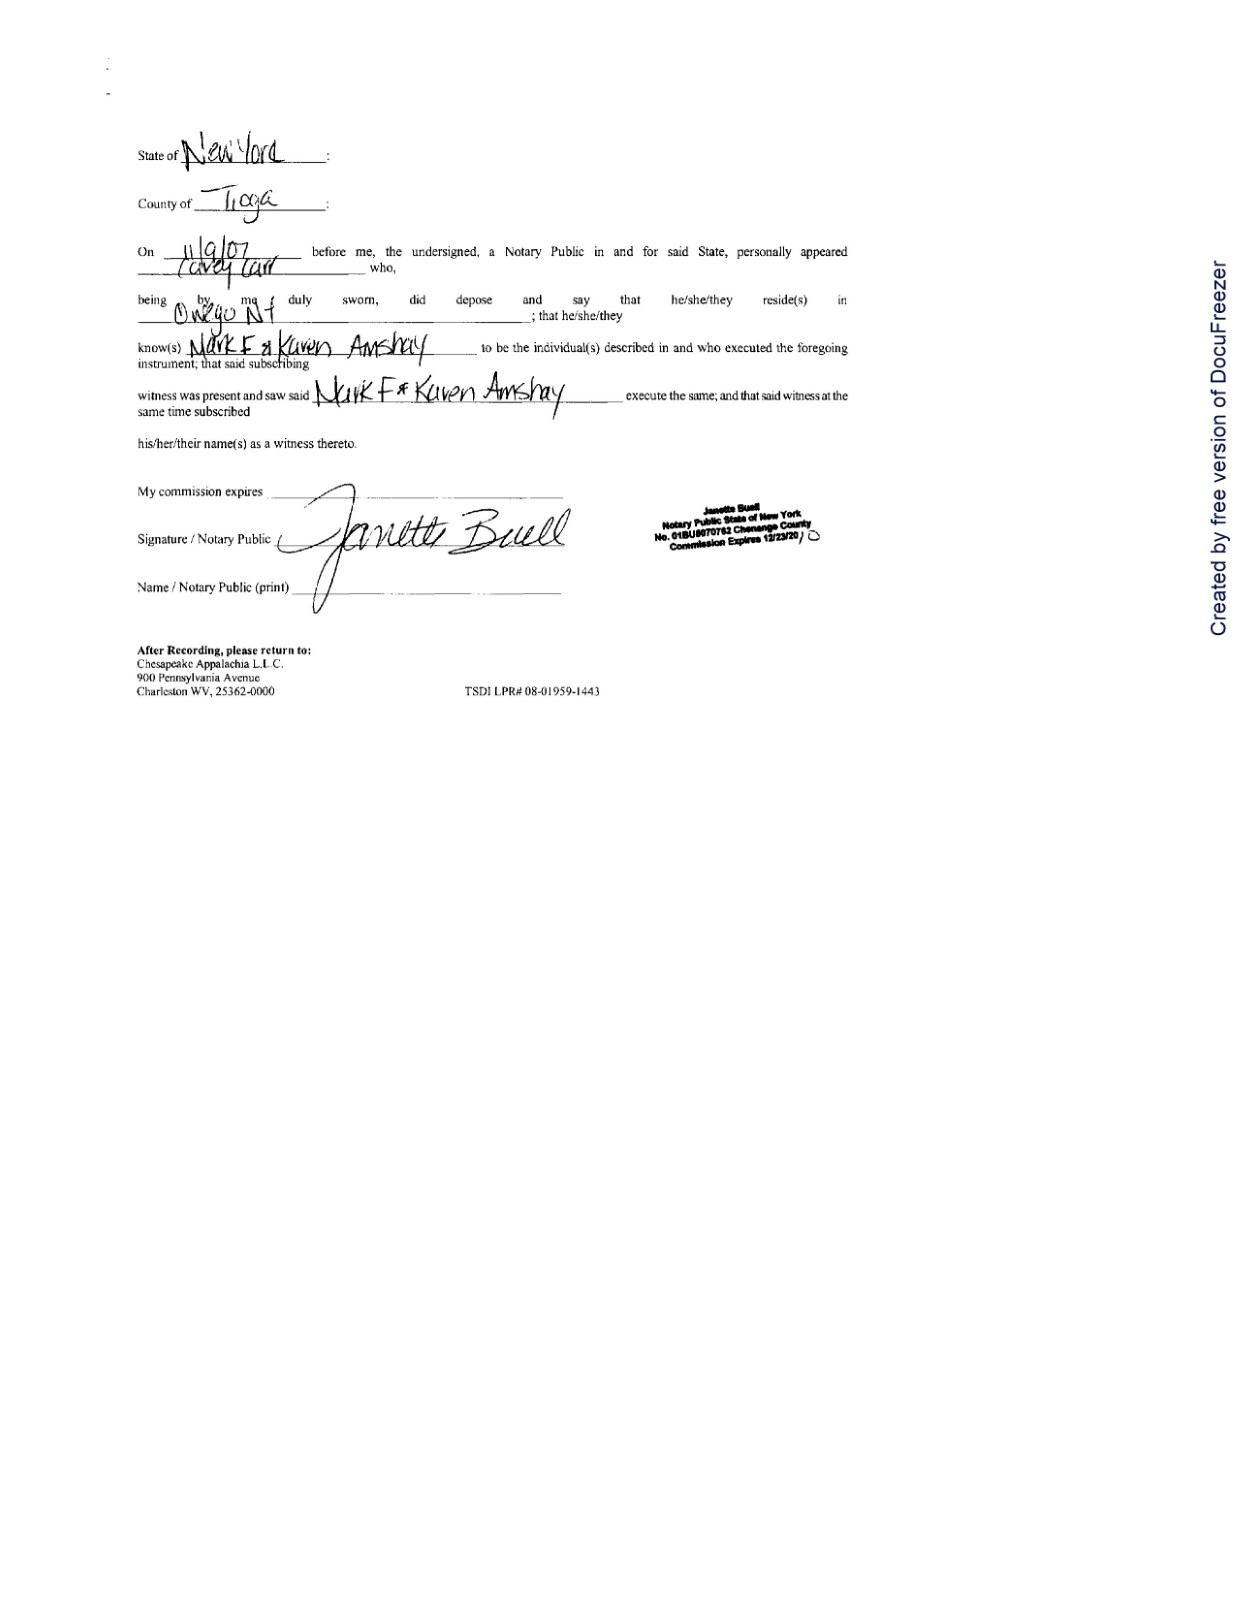 State of New York :
County of Tioga :
On 11/9/07 before me, the undersigned, a Notary Public in and for said State, personally appeared
Carr who,
being by me duly sworn, did depose and say that he/she/they reside(s) in
Owego NY ; that he/she/they
know(s) Mark F & Karen Amshay to be the individual(s) described in and who executed the foregoing
instrument; that said subscribing
witness was present and saw said Mark F & Karen Amshay execute the same; and that said witness at the
same time subscribed
his/her/their name(s) as a witness thereto.
My commission expires
Signature / Notary Public Janette Buell
Name / Notary Public (print)
Janette Buell
Notary Public State of New York
No. 01BU6070762 Chenango County
Commission Expires 12/23/2010
After Recording, please return to:
Chesapeake Appalachia L.L.C.
900 Pennsylvania Avenue
Charleston WV, 25362-0000 TSDI LPR# 08-01959-1443
Created by free version of DocuFreezer